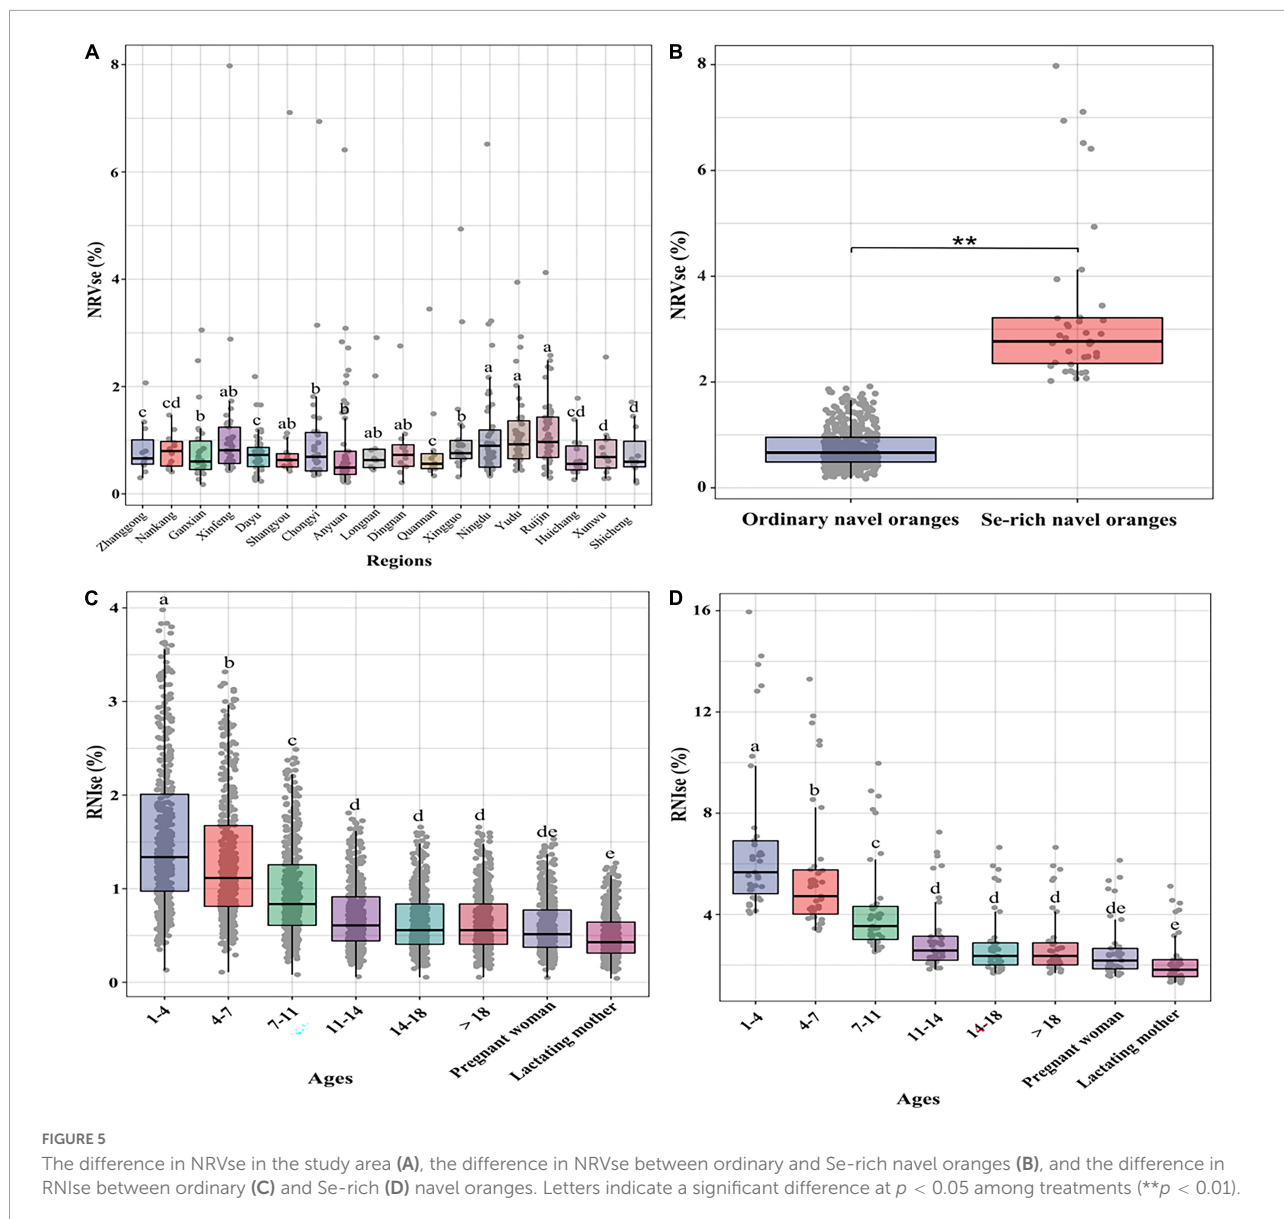 A
8
6
4
2
0
NRVse (%)
c
cd
b
ab
c
ab
b
b
ab
ab
c
b
a
a
a
cd
d
d
Zhanggong
Nankang
Ganxian
Xinfeng
Dayu
Shangyou
Chongyi
Anyuan
Longnan
Dingnan
Quannan
Xingguo
Ningdu
Yudu
Ruijin
Huichang
Xunwu
Shicheng
Regions
B
8
6
4
2
0
NRVse (%)
**
Ordinary navel oranges
Se-rich navel oranges
C
4
3
2
1
0
RNIse (%)
a
b
c
d
d
d
de
e
1-4
4-7
7-11
11-14
14-18
> 18
Pregnant woman
Lactating mother
Ages
D
16
12
8
4
RNIse (%)
a
b
c
d
d
d
de
e
1-4
4-7
7-11
11-14
14-18
> 18
Pregnant woman
Lactating mother
Ages
FIGURE 5
The difference in NRVse in the study area (A), the difference in NRVse between ordinary and Se-rich navel oranges (B), and the difference in
RNIse between ordinary (C) and Se-rich (D) navel oranges. Letters indicate a significant difference at p < 0.05 among treatments (**p < 0.01).